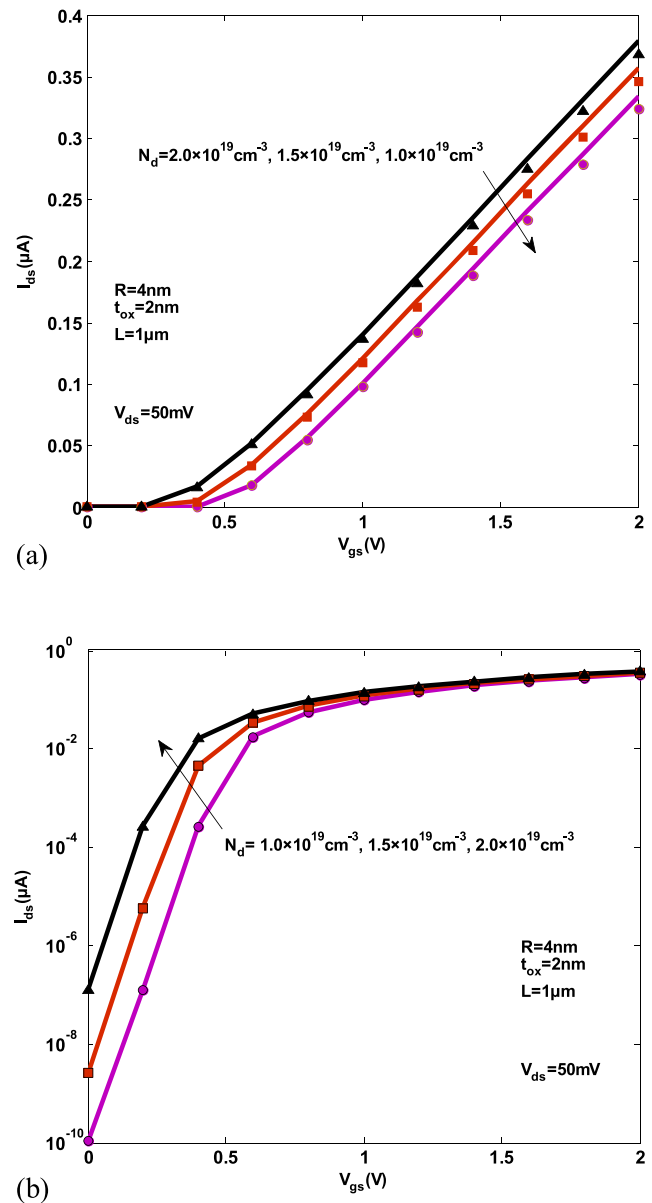 0.4
0.35
0.3
0.25
0.2
0.15
0.1
0.05
0
I_ds(μA)
N_d=2.0×10^19cm^-3, 1.5×10^19cm^-3, 1.0×10^19cm^-3
R=4nm
t_ox=2nm
L=1μm
V_ds=50mV
0 0.5 1 1.5 2
V_gs(V)
(a)
10^0
10^-2
10^-4
10^-6
10^-8
10^-10
I_ds(μA)
N_d= 1.0×10^19cm^-3, 1.5×10^19cm^-3, 2.0×10^19cm^-3
R=4nm
t_ox=2nm
L=1μm
V_ds=50mV
0 0.5 1 1.5 2
V_gs(V)
(b)